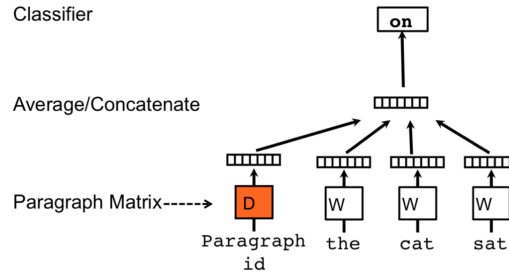 Classifier
on
Average/Concatenate
Paragraph Matrix
D W W W
Paragraph the cat sat
id